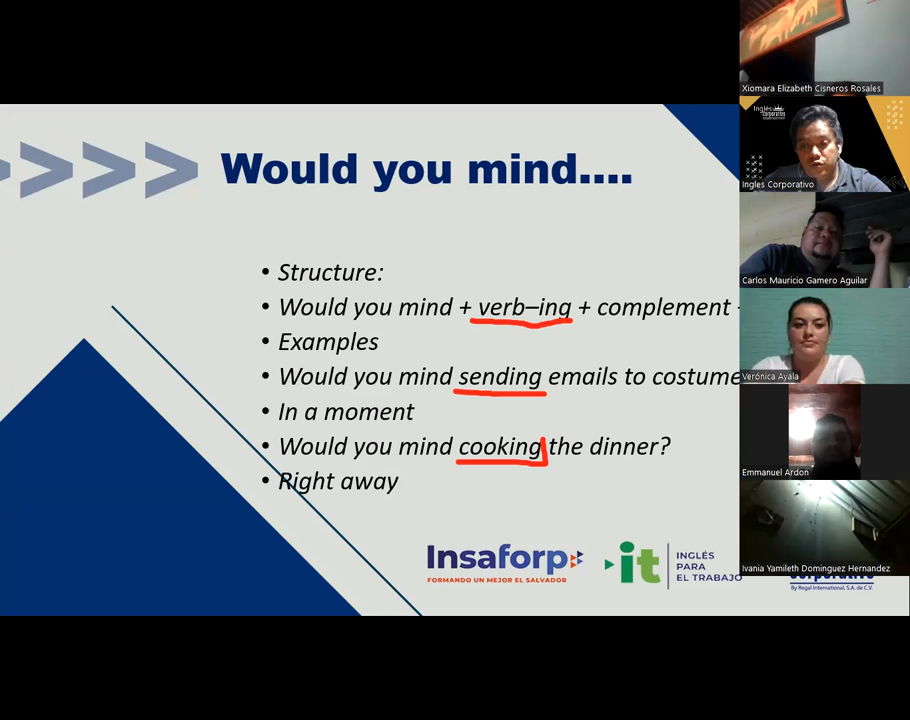 Would you mind....
• Structure:
• Would you mind + verb–ing + complement
• Examples
• Would you mind sending emails to costume
• In a moment
• Would you mind cooking the dinner?
• Right away
Insaforp
FORMANDO UN MEJOR EL SALVADOR
it
INGLÉS
PARA
EL TRABAJO
corporativo
By Regal International, S.A. de C.V.
Xiomara Elizabeth Cisneros Rosales
Inglés
corporativo
Ingles Corporativo
Carlos Mauricio Gamero Aguilar
Verónica Ayala
Emmanuel Ardon
Ivania Yamileth Dominguez Hernandez